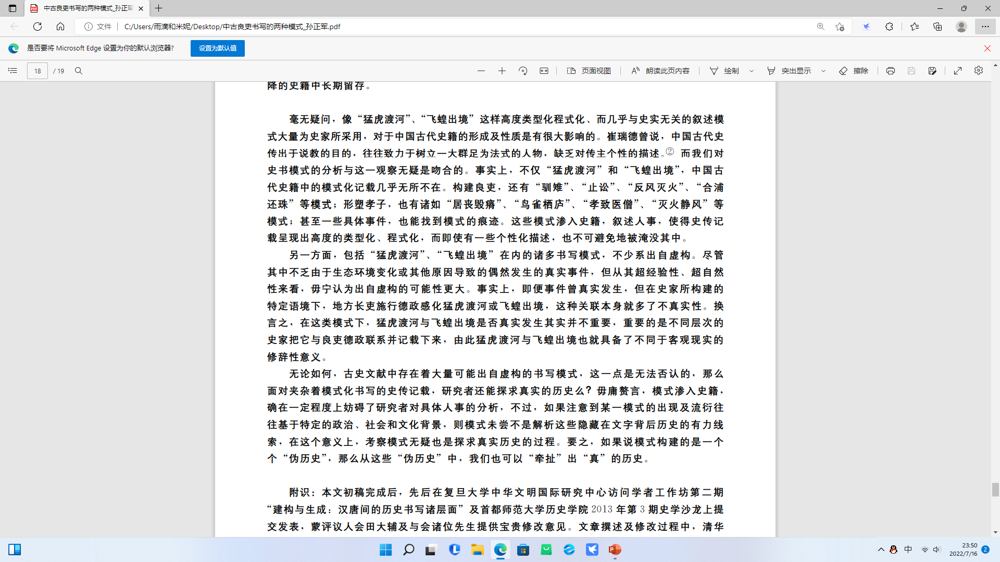 中古良吏书写的两种模式_孙正军
文件 C:/Users/雨滴和米妮/Desktop/中古良吏书写的两种模式_孙正军.pdf
是否要将 Microsoft Edge 设置为你的默认浏览器? 设置为默认值
18 / 19 页面视图 朗读此页内容 绘制 突出显示 擦除
降的史籍中长期留存。
毫无疑问，像“猛虎渡河”、“飞蝗出境”这样高度类型化程式化、而几乎与史实无关的叙述模
式大量为史家所采用，对于中国古代史籍的形成及性质是有很大影响的。崔瑞德曾说，中国古代史
传出于说教的目的，往往致力于树立一大群足为法式的人物，缺乏对传主个性的描述。② 而我们对
史书模式的分析与这一观察无疑是吻合的。事实上，不仅“猛虎渡河”和“飞蝗出境”，中国古
代史籍中的模式化记载几乎无所不在。构建良吏，还有“驯雉”、“止讼”、“反风灭火”、“合浦
还珠”等模式；形塑孝子，也有诸如“居丧毁瘠”、“鸟雀栖庐”、“孝致医僧”、“灭火静风”等
模式；甚至一些具体事件，也能找到模式的痕迹。这些模式渗入史籍，叙述人事，使得史传记
载呈现出高度的类型化、程式化，而即使有一些个性化描述，也不可避免地被淹没其中。
另一方面，包括“猛虎渡河”、“飞蝗出境”在内的诸多书写模式，不少系出自虚构。尽管
其中不乏由于生态环境变化或其他原因导致的偶然发生的真实事件，但从其超经验性、超自然
性来看，毋宁认为出自虚构的可能性更大。事实上，即便事件曾真实发生，但在史家所构建的
特定语境下，地方长吏施行德政感化猛虎渡河或飞蝗出境，这种关联本身就多了不真实性。换
言之，在这类模式下，猛虎渡河与飞蝗出境是否真实发生其实并不重要，重要的是不同层次的
史家把它与良吏德政联系并记载下来，由此猛虎渡河与飞蝗出境也就具备了不同于客观现实的
修辞性意义。
无论如何，古史文献中存在着大量可能出自虚构的书写模式，这一点是无法否认的，那么
面对夹杂着模式化书写的史传记载，研究者还能探求真实的历史么？毋庸赘言，模式渗入史籍，
确在一定程度上妨碍了研究者对具体人事的分析，不过，如果注意到某一模式的出现及流衍往
往基于特定的政治、社会和文化背景，则模式未尝不是解析这些隐藏在文字背后历史的有力线
索，在这个意义上，考察模式无疑也是探求真实历史的过程。要之，如果说模式构建的是一个
个“伪历史”，那么从这些“伪历史”中，我们也可以“牵扯”出“真”的历史。
附识：本文初稿完成后，先后在复旦大学中华文明国际研究中心访问学者工作坊第二期
“建构与生成：汉唐间的历史书写诸层面”及首都师范大学历史学院 2013 年第 3 期史学沙龙上提
交发表，蒙评议人会田大辅及与会诸位先生提供宝贵修改意见。文章撰述及修改过程中，清华
中 23:50
2022/7/16 2